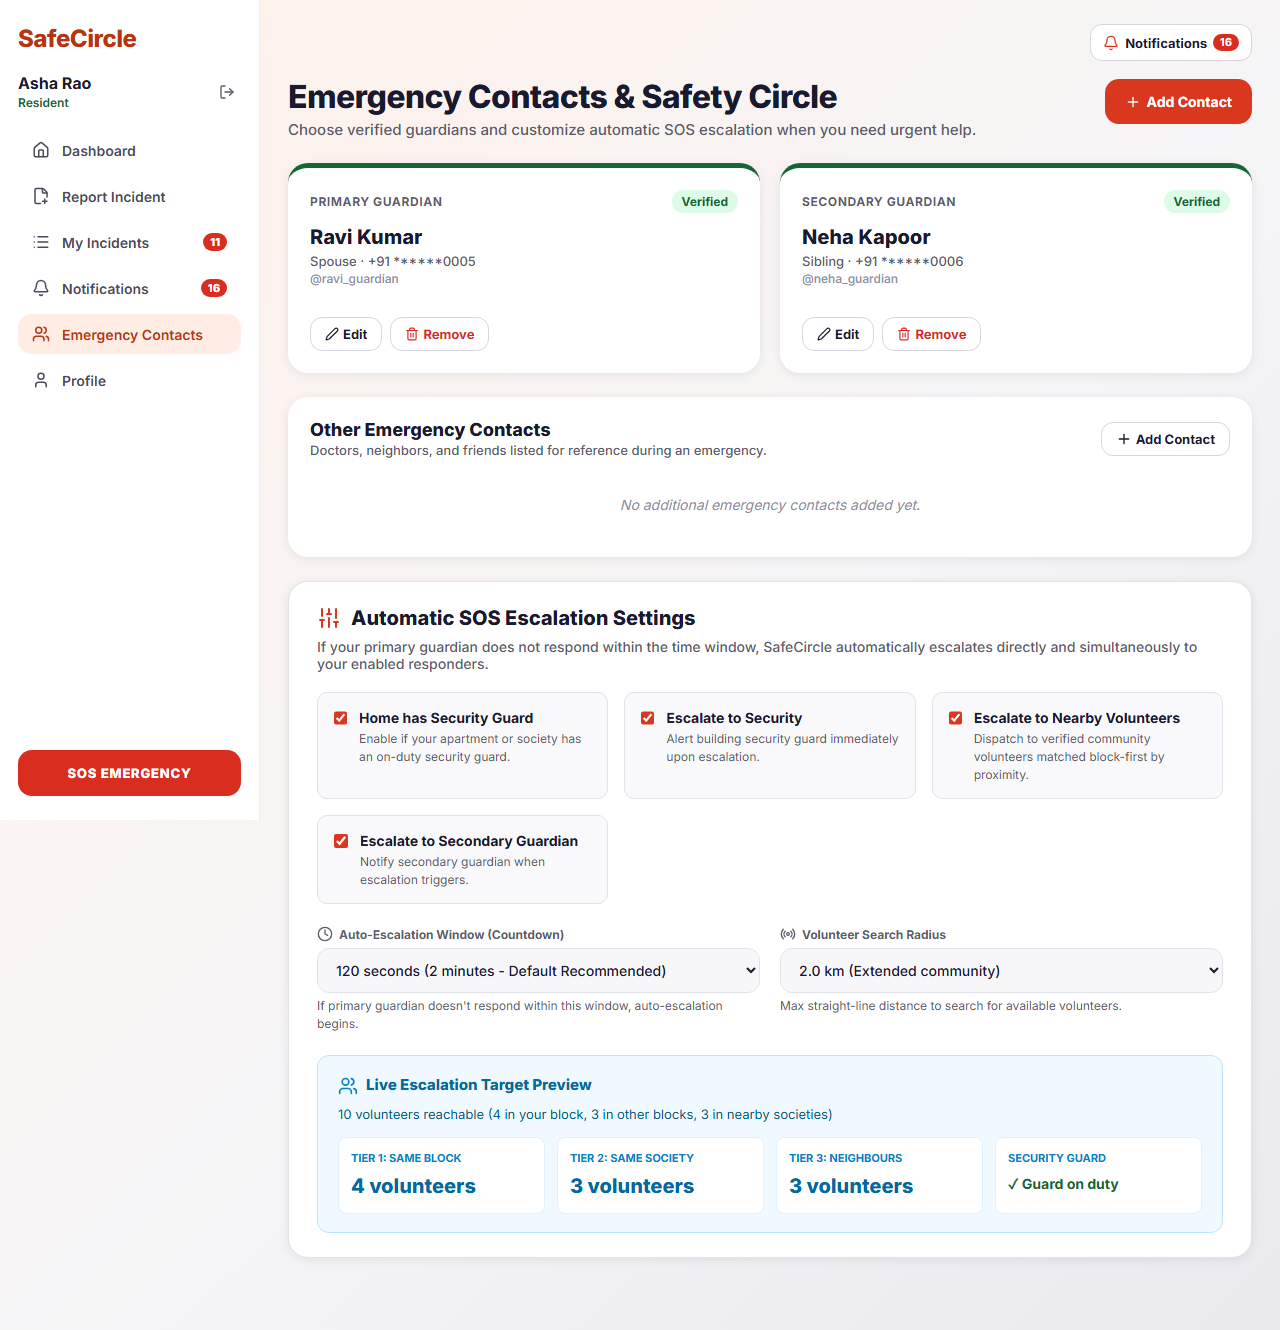 SafeCircle
Asha Rao
Resident
Dashboard
Report Incident
My Incidents 11
Notifications 16
Emergency Contacts
Profile
SOS EMERGENCY
Notifications 16
Emergency Contacts & Safety Circle
Choose verified guardians and customize automatic SOS escalation when you need urgent help.
+ Add Contact
PRIMARY GUARDIAN Verified
Ravi Kumar
Spouse · +91 *****0005
@ravi_guardian
Edit Remove
SECONDARY GUARDIAN Verified
Neha Kapoor
Sibling · +91 *****0006
@neha_guardian
Edit Remove
Other Emergency Contacts
Doctors, neighbors, and friends listed for reference during an emergency.
+ Add Contact
No additional emergency contacts added yet.
Automatic SOS Escalation Settings
If your primary guardian does not respond within the time window, SafeCircle automatically escalates directly and simultaneously to
your enabled responders.
Home has Security Guard
Enable if your apartment or society has
an on-duty security guard.
Escalate to Security
Alert building security guard immediately
upon escalation.
Escalate to Nearby Volunteers
Dispatch to verified community
volunteers matched block-first by
proximity.
Escalate to Secondary Guardian
Notify secondary guardian when
escalation triggers.
Auto-Escalation Window (Countdown)
120 seconds (2 minutes - Default Recommended)
If primary guardian doesn't respond within this window, auto-escalation
begins.
Volunteer Search Radius
2.0 km (Extended community)
Max straight-line distance to search for available volunteers.
Live Escalation Target Preview
10 volunteers reachable (4 in your block, 3 in other blocks, 3 in nearby societies)
TIER 1: SAME BLOCK
4 volunteers
TIER 2: SAME SOCIETY
3 volunteers
TIER 3: NEIGHBOURS
3 volunteers
SECURITY GUARD
✓ Guard on duty